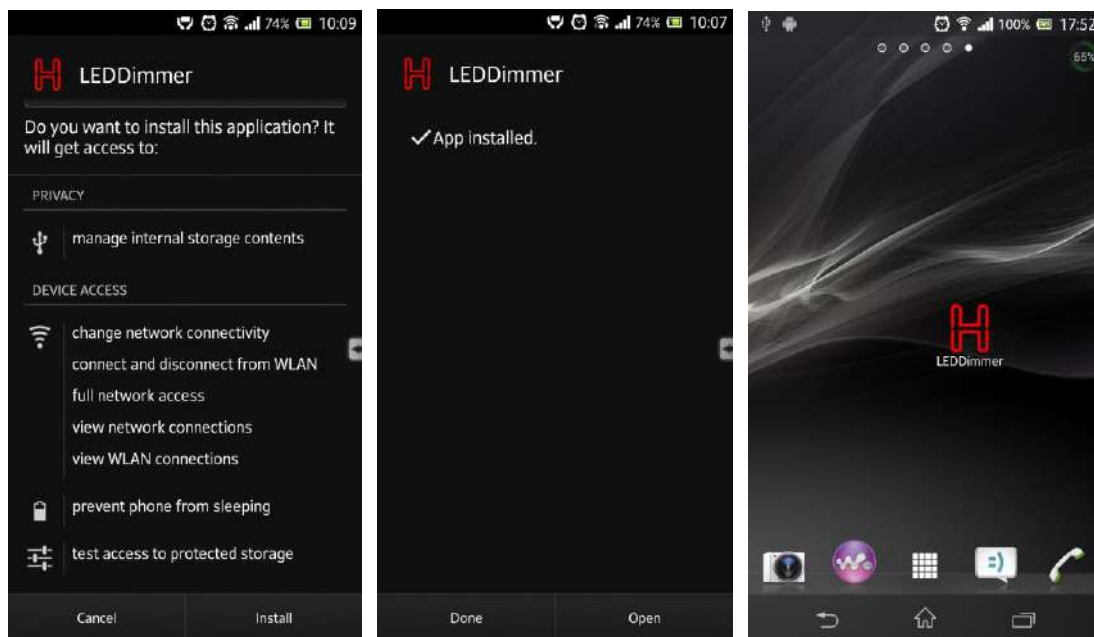 74% 10:09
LEDDimmer
Do you want to install this application? It
will get access to:
PRIVACY
manage internal storage contents
DEVICE ACCESS
change network connectivity
connect and disconnect from WLAN
full network access
view network connections
view WLAN connections
prevent phone from sleeping
test access to protected storage
Cancel Install
74% 10:07
LEDDimmer
App installed.
Done Open
100% 17:52
65%
LEDDimmer